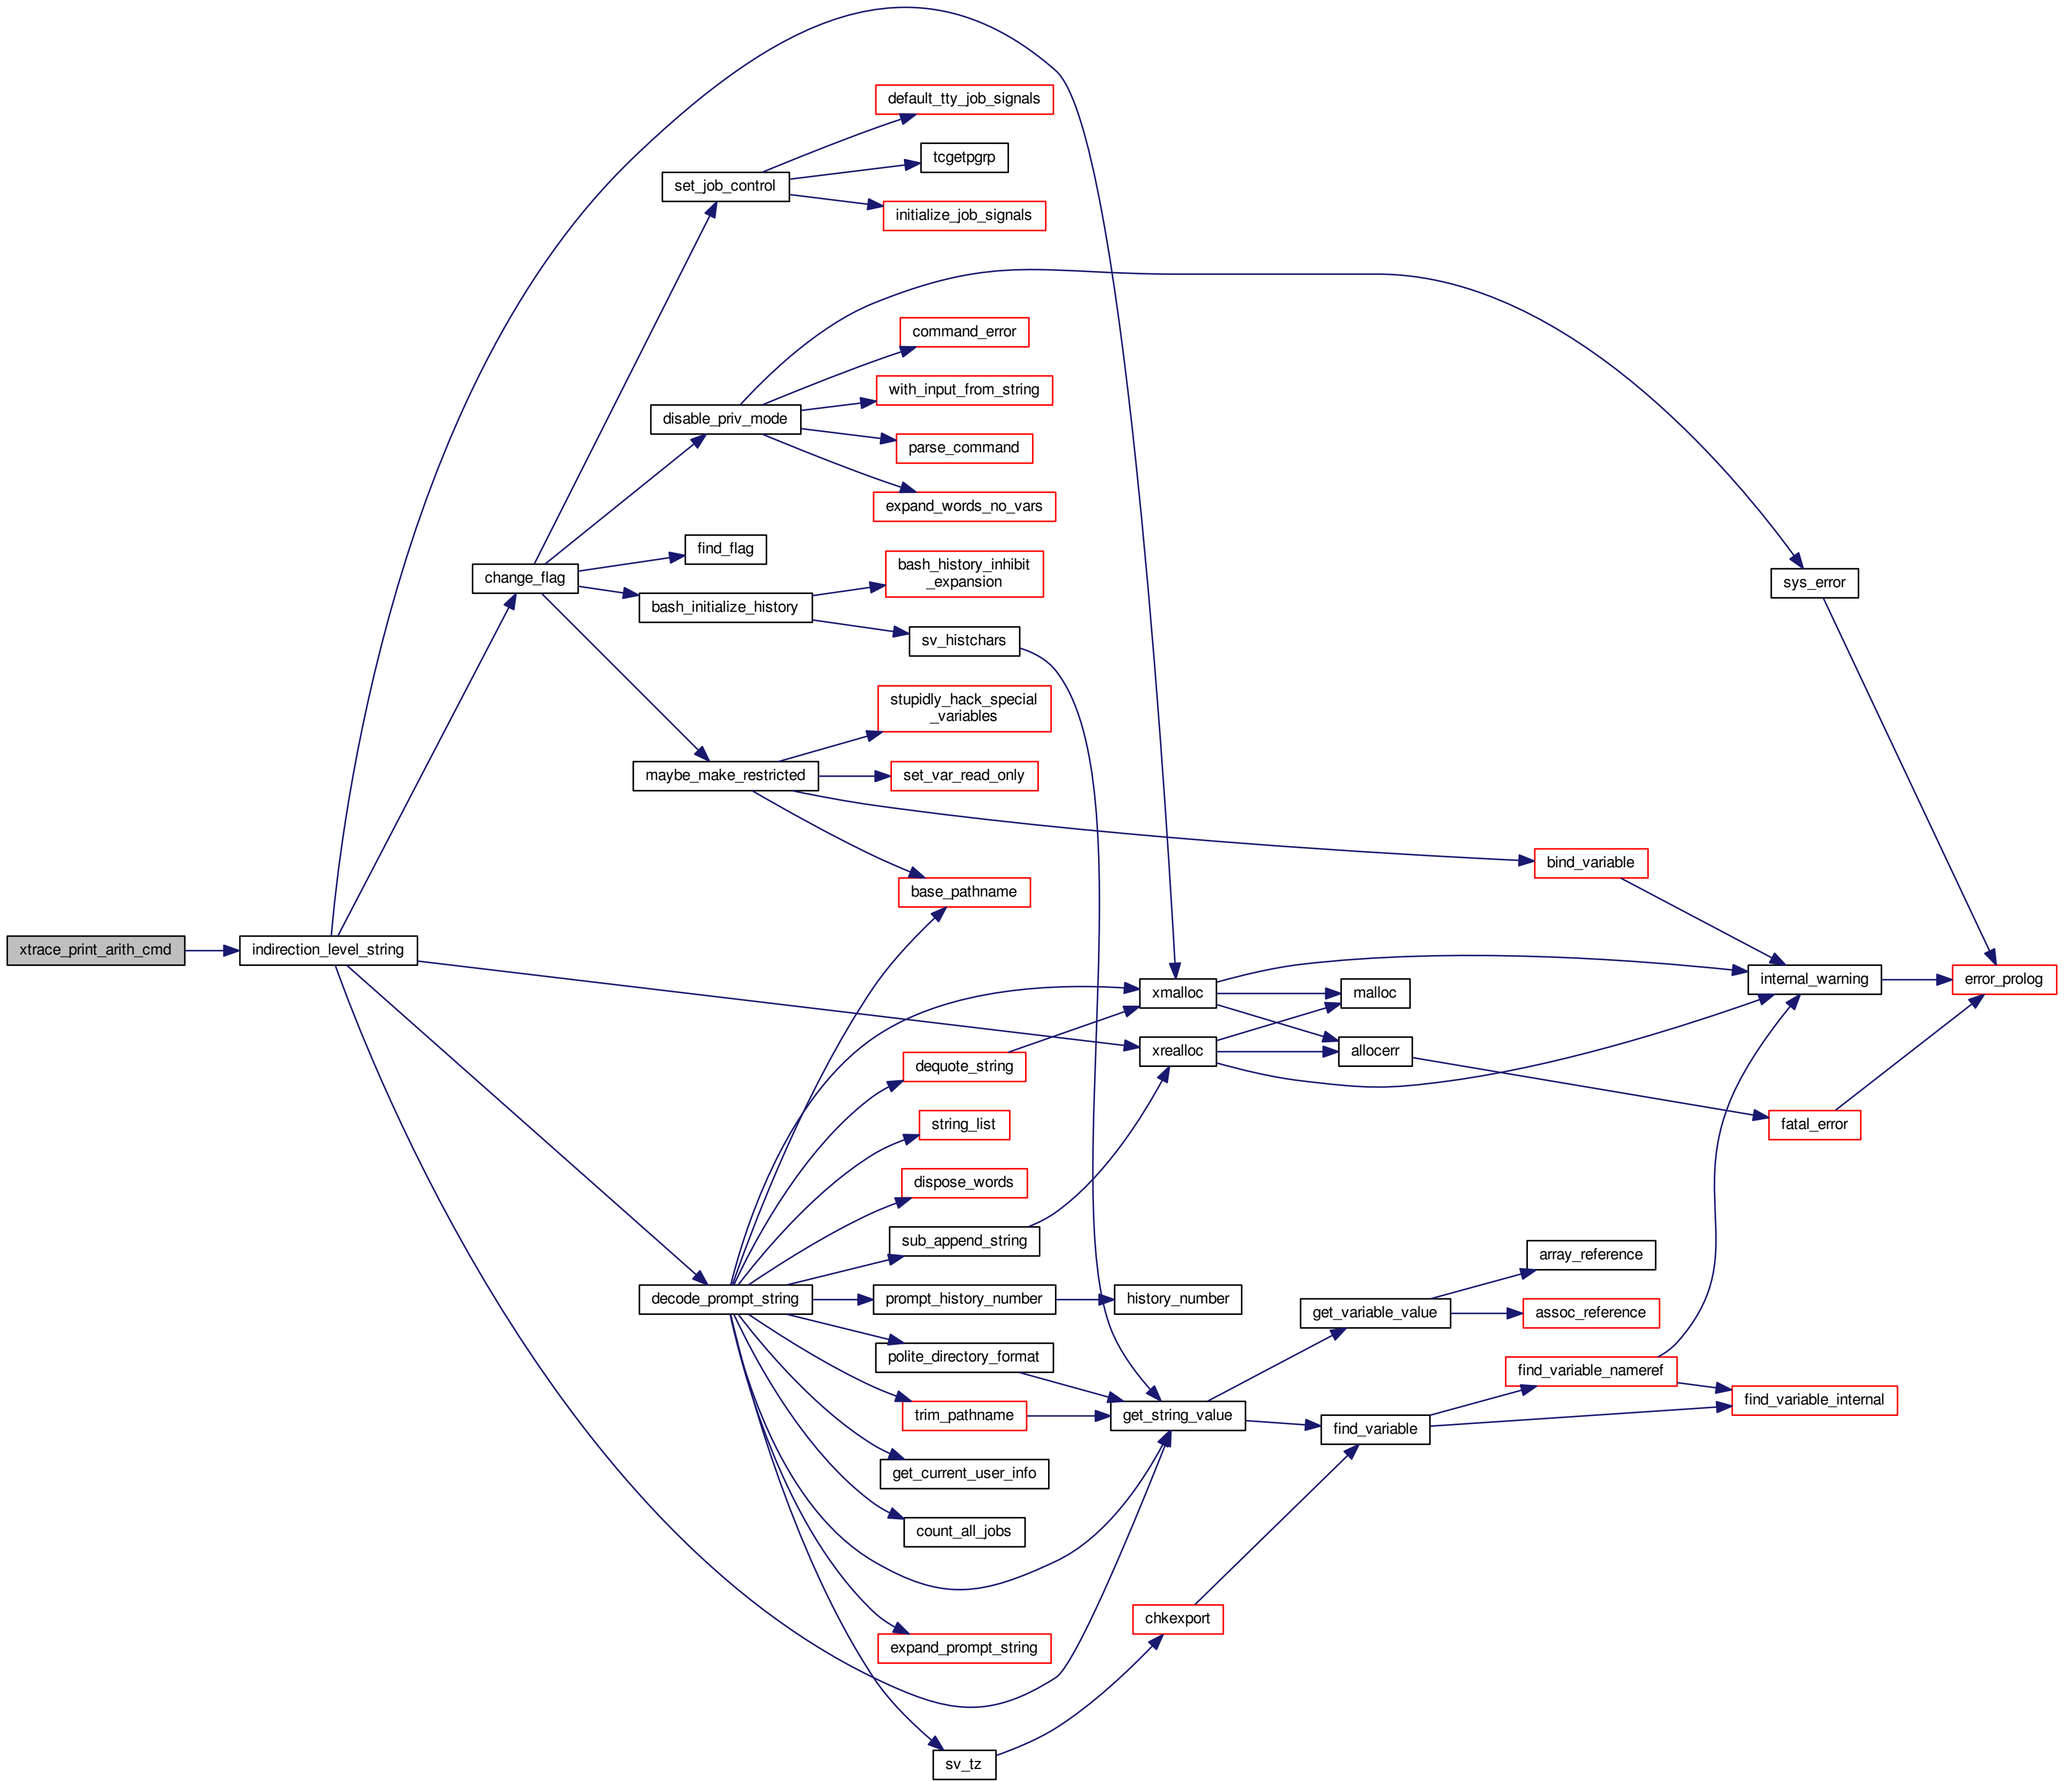 default_tty_job_signals
tcgetpgrp
set_job_control
initialize_job_signals
command_error
with_input_from_string
disable_priv_mode
parse_command
expand_words_no_vars
find_flag
bash_history_inhibit
_expansion
change_flag
sys_error
bash_initialize_history
sv_histchars
stupidly_hack_special
_variables
maybe_make_restricted
set_var_read_only
bind_variable
base_pathname
xtrace_print_arith_cmd
indirection_level_string
internal_warning
error_prolog
xmalloc
malloc
xrealloc
allocerr
dequote_string
string_list
fatal_error
dispose_words
sub_append_string
array_reference
decode_prompt_string
prompt_history_number
history_number
get_variable_value
assoc_reference
polite_directory_format
find_variable_nameref
find_variable_internal
trim_pathname
get_string_value
find_variable
get_current_user_info
count_all_jobs
chkexport
expand_prompt_string
sv_tz